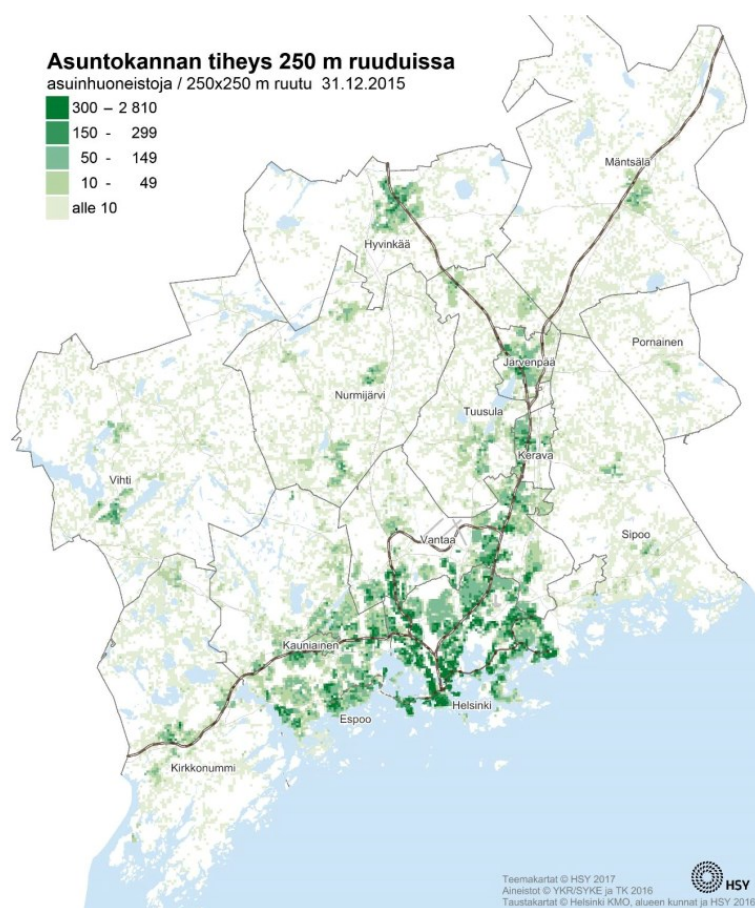 Asuntokannan tiheys 250 m ruuduissa
asuinhuoneistoja / 250x250 m ruutu 31.12.2015
300 – 2 810
150 - 299
50 - 149
10 - 49
alle 10
Mäntsälä
Hyvinkää
Pornainen
Järvenpää
Nurmijärvi
Tuusula
Kerava
Vihti
Vantaa
Sipoo
Kauniainen
Espoo
Helsinki
Kirkkonummi
Teemakartat © HSY 2017
Aineistot © YKR/SYKE ja TK 2016
Taustakartat © Helsinki KMO, alueen kunnat ja HSY 2016
HSY